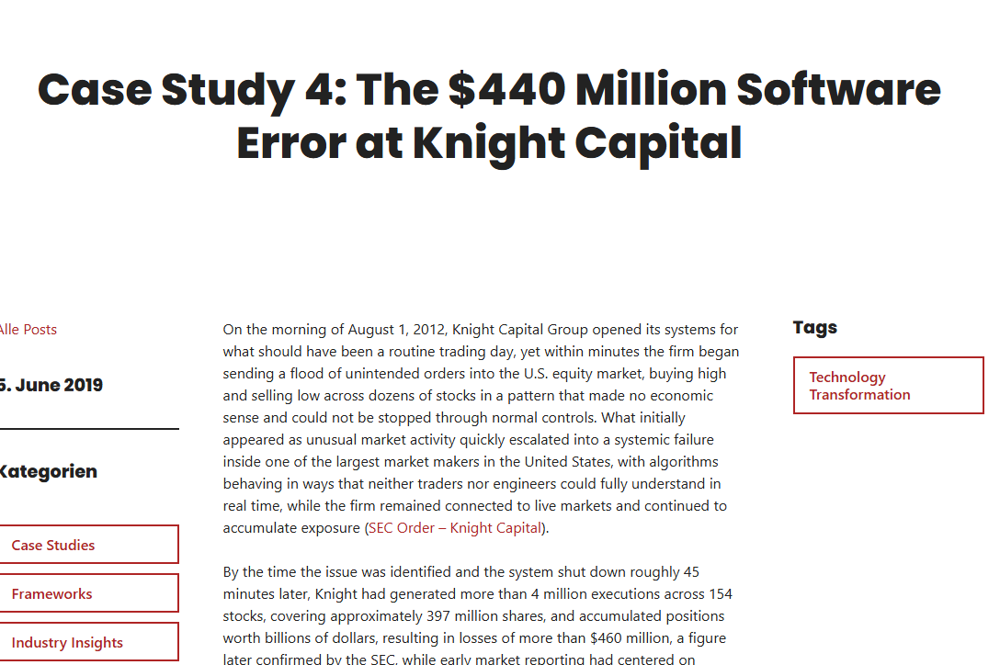 Case Study 4: The $440 Million Software
Error at Knight Capital
Alle Posts
5. June 2019
Kategorien
Case Studies
Frameworks
Industry Insights
On the morning of August 1, 2012, Knight Capital Group opened its systems for
what should have been a routine trading day, yet within minutes the firm began
sending a flood of unintended orders into the U.S. equity market, buying high
and selling low across dozens of stocks in a pattern that made no economic
sense and could not be stopped through normal controls. What initially
appeared as unusual market activity quickly escalated into a systemic failure
inside one of the largest market makers in the United States, with algorithms
behaving in ways that neither traders nor engineers could fully understand in
real time, while the firm remained connected to live markets and continued to
accumulate exposure (SEC Order – Knight Capital).
By the time the issue was identified and the system shut down roughly 45
minutes later, Knight had generated more than 4 million executions across 154
stocks, covering approximately 397 million shares, and accumulated positions
worth billions of dollars, resulting in losses of more than $460 million, a figure
later confirmed by the SEC, while early market reporting had centered on
Tags
Technology
Transformation